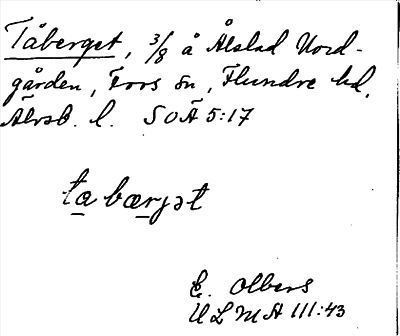 Tåberget, 3/8 å Ålstad Nord-
gården, Fors sn, Flundre hd,
Älvsb. l. SOÄ 5:17
ta bærjət
E. Olbers
ULMA 111:43